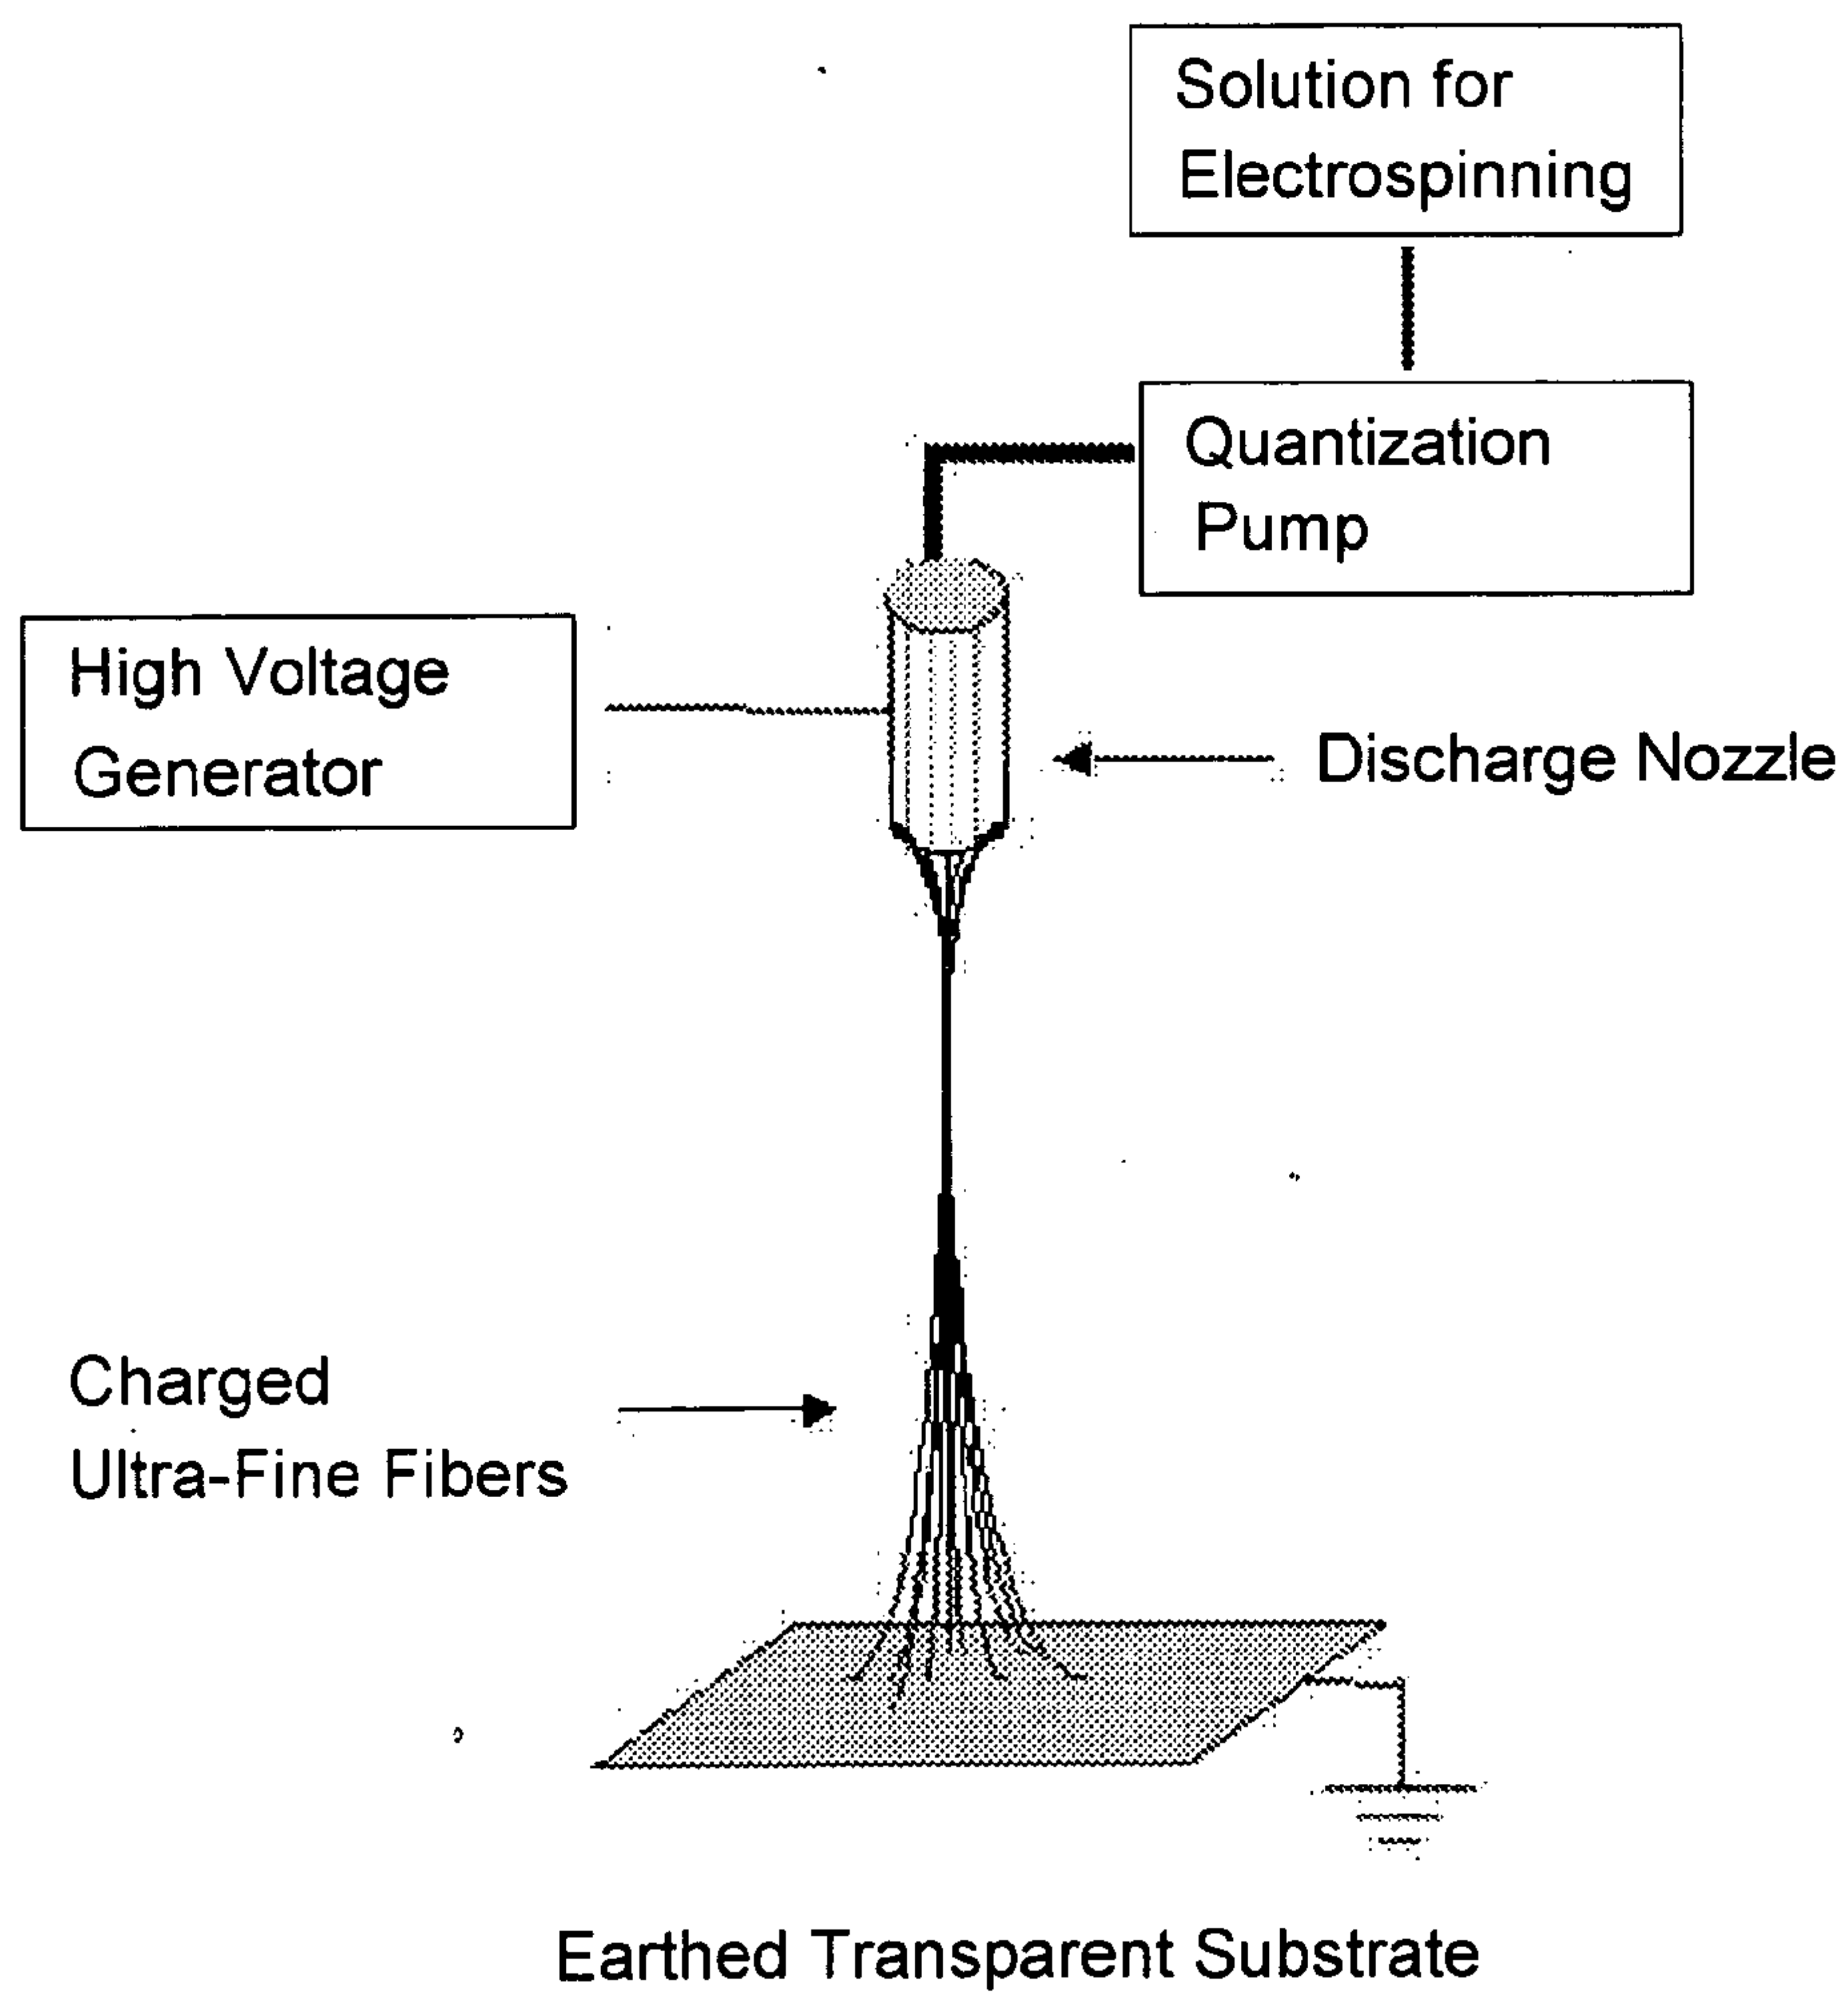 Solution for
Electrospinning
Quantization
Pump
High Voltage
Generator
Discharge Nozzle
Charged
Ultra-Fine Fibers
Earthed Transparent Substrate